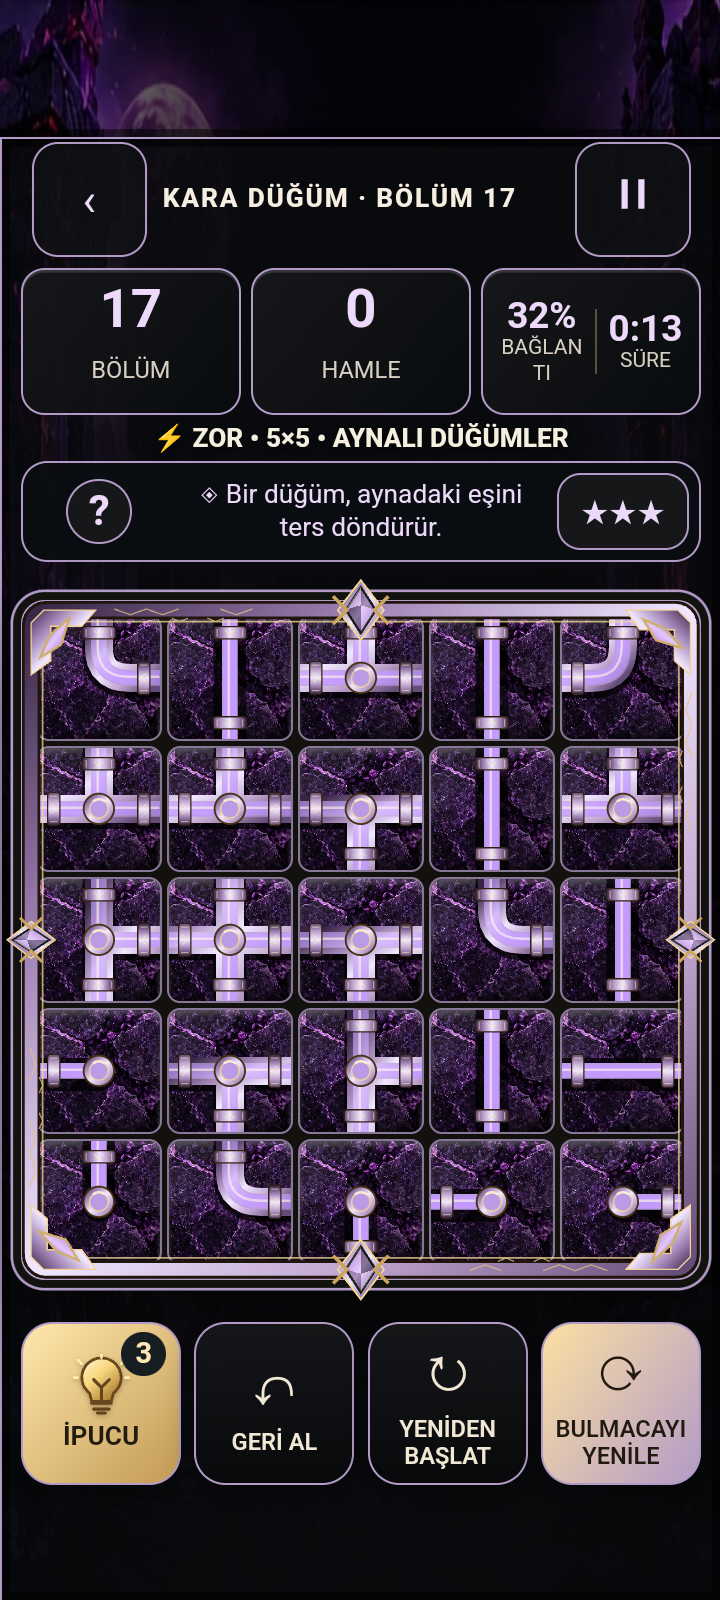 ‹
KARA DÜĞÜM · BÖLÜM 17
17
BÖLÜM
0
HAMLE
32%
BAĞLAN
TI
0:13
SÜRE
⚡ ZOR • 5×5 • AYNALI DÜĞÜMLER
?
◈ Bir düğüm, aynadaki eşini
ters döndürür.
★★★
3
İPUCU
GERİ AL
YENİDEN
BAŞLAT
BULMACAYI
YENİLE